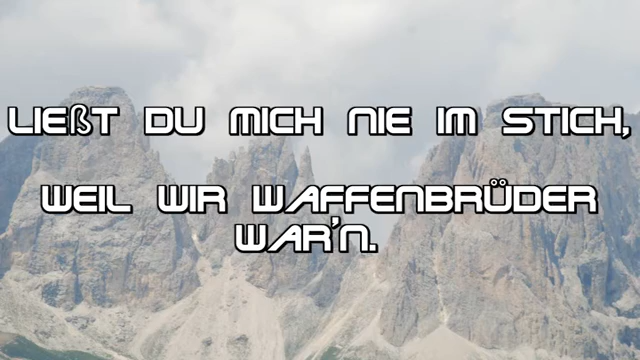 LIEßT DU MICH NIE IM STICH,
WEIL WIR WAFFENBRÜDER
WAR'N.